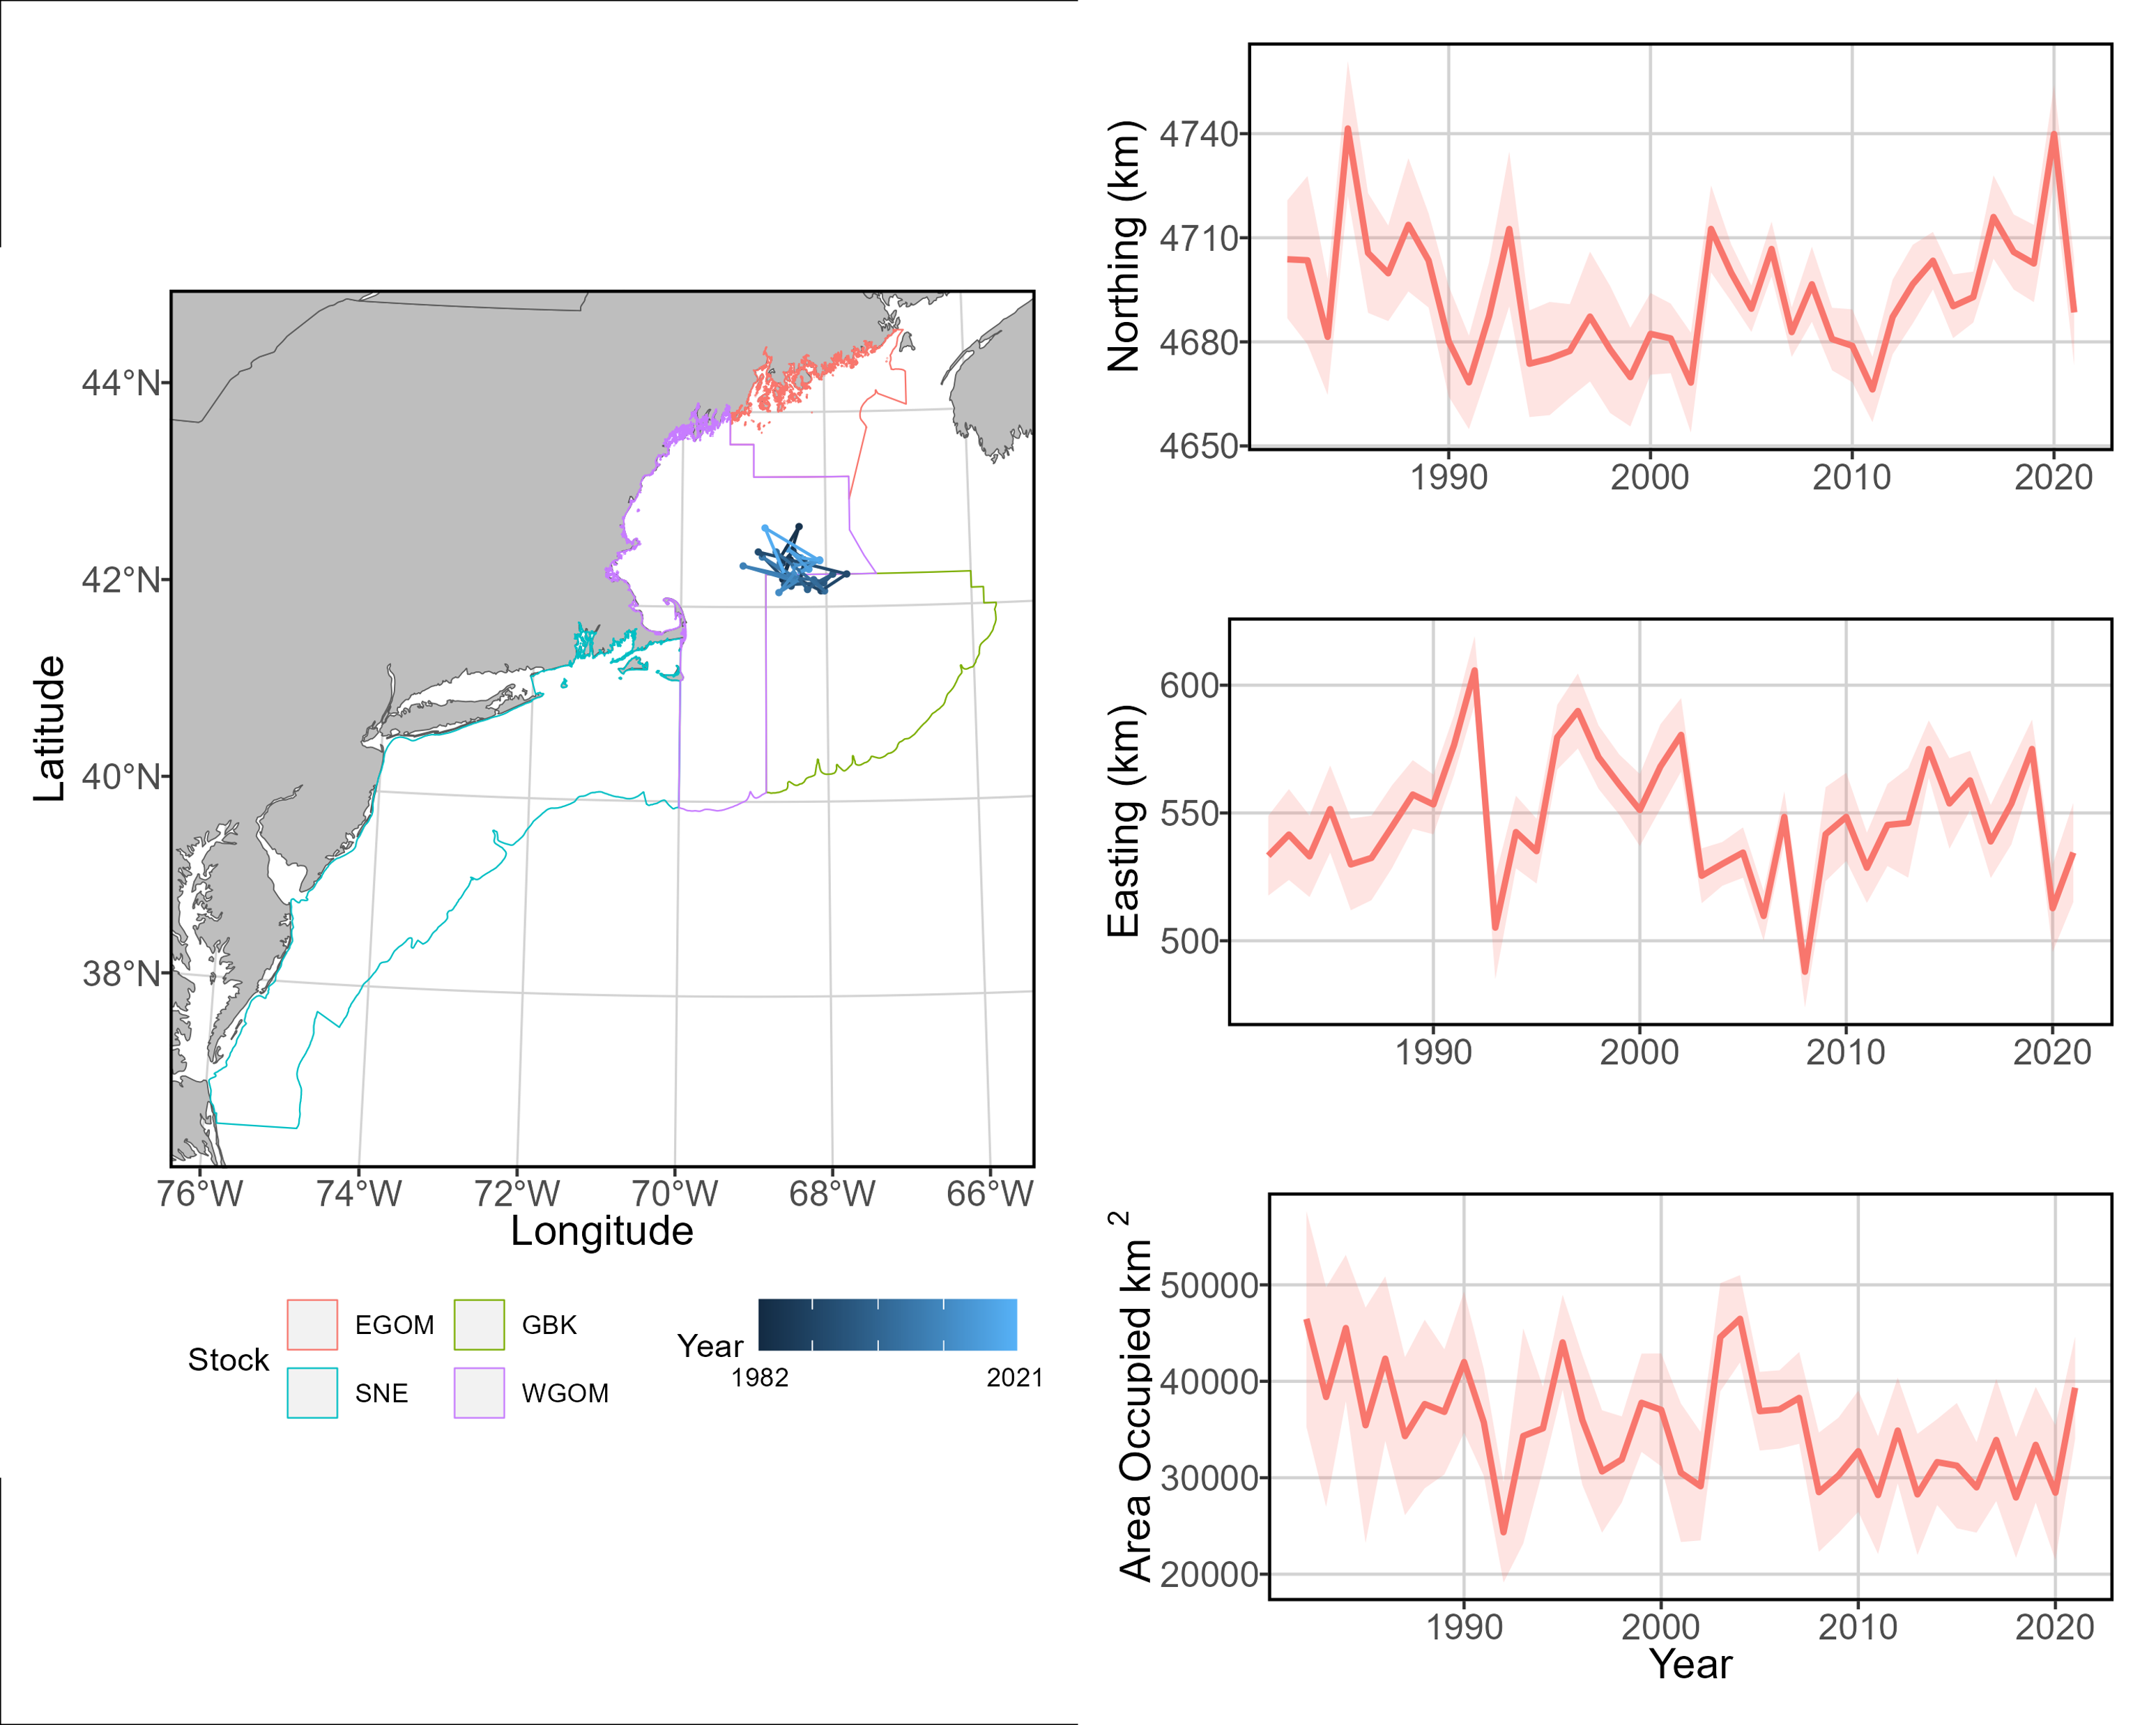 44°N
42°N
40°N
38°N
Latitude
76°W 74°W 72°W 70°W 68°W 66°W
Longitude
Stock
EGOM
GBK
SNE
WGOM
Year
1982 2021
Northing (km)
4740
4710
4680
4650
1990 2000 2010 2020
Easting (km)
600
550
500
1990 2000 2010 2020
Area Occupied km 2
50000
40000
30000
20000
1990 2000 2010 2020
Year